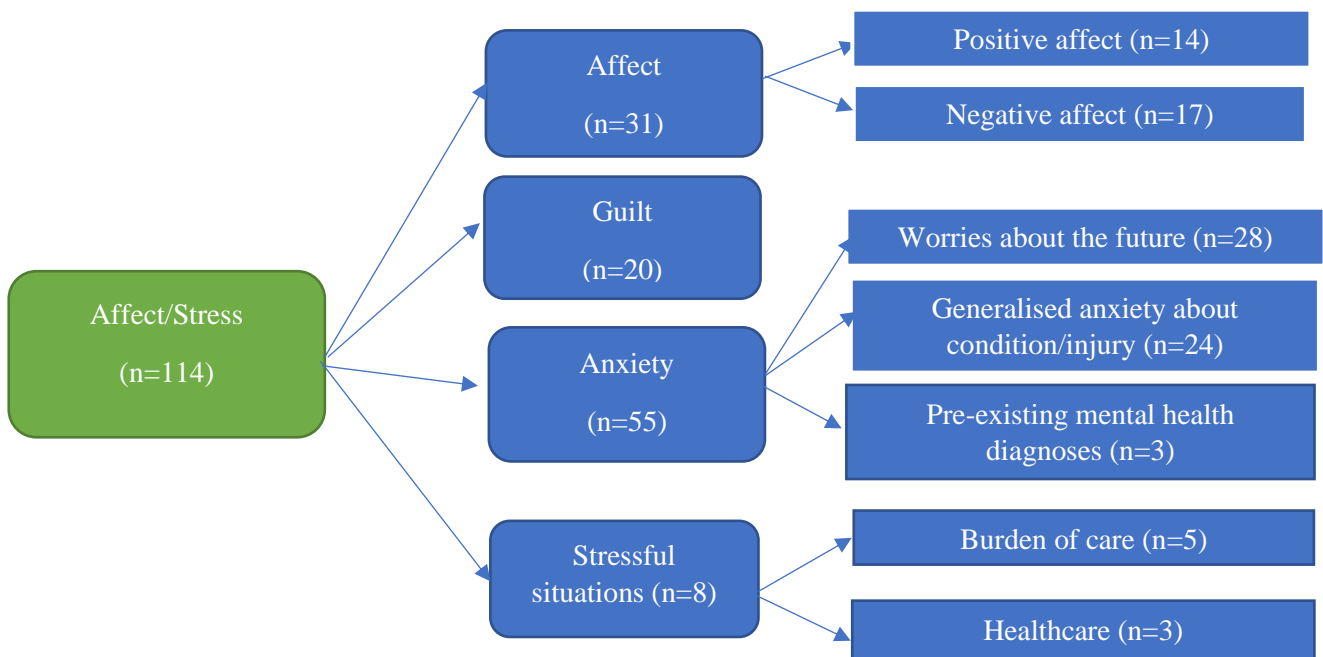 Affect/Stress
(n=114)
Affect
(n=31)
Positive affect (n=14)
Negative affect (n=17)
Guilt
(n=20)
Anxiety
(n=55)
Worries about the future (n=28)
Generalised anxiety about
condition/injury (n=24)
Pre-existing mental health
diagnoses (n=3)
Stressful
situations (n=8)
Burden of care (n=5)
Healthcare (n=3)